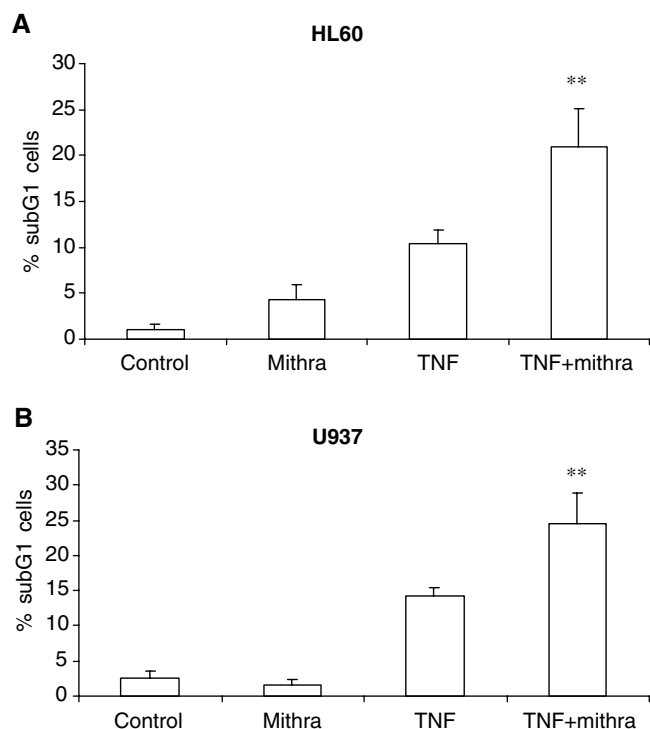 A
HL60
% subG1 cells
30
25
20
15
10
5
0
**
Control Mithra TNF TNF+mithra
B
U937
% subG1 cells
35
30
25
20
15
10
5
0
**
Control Mithra TNF TNF+mithra